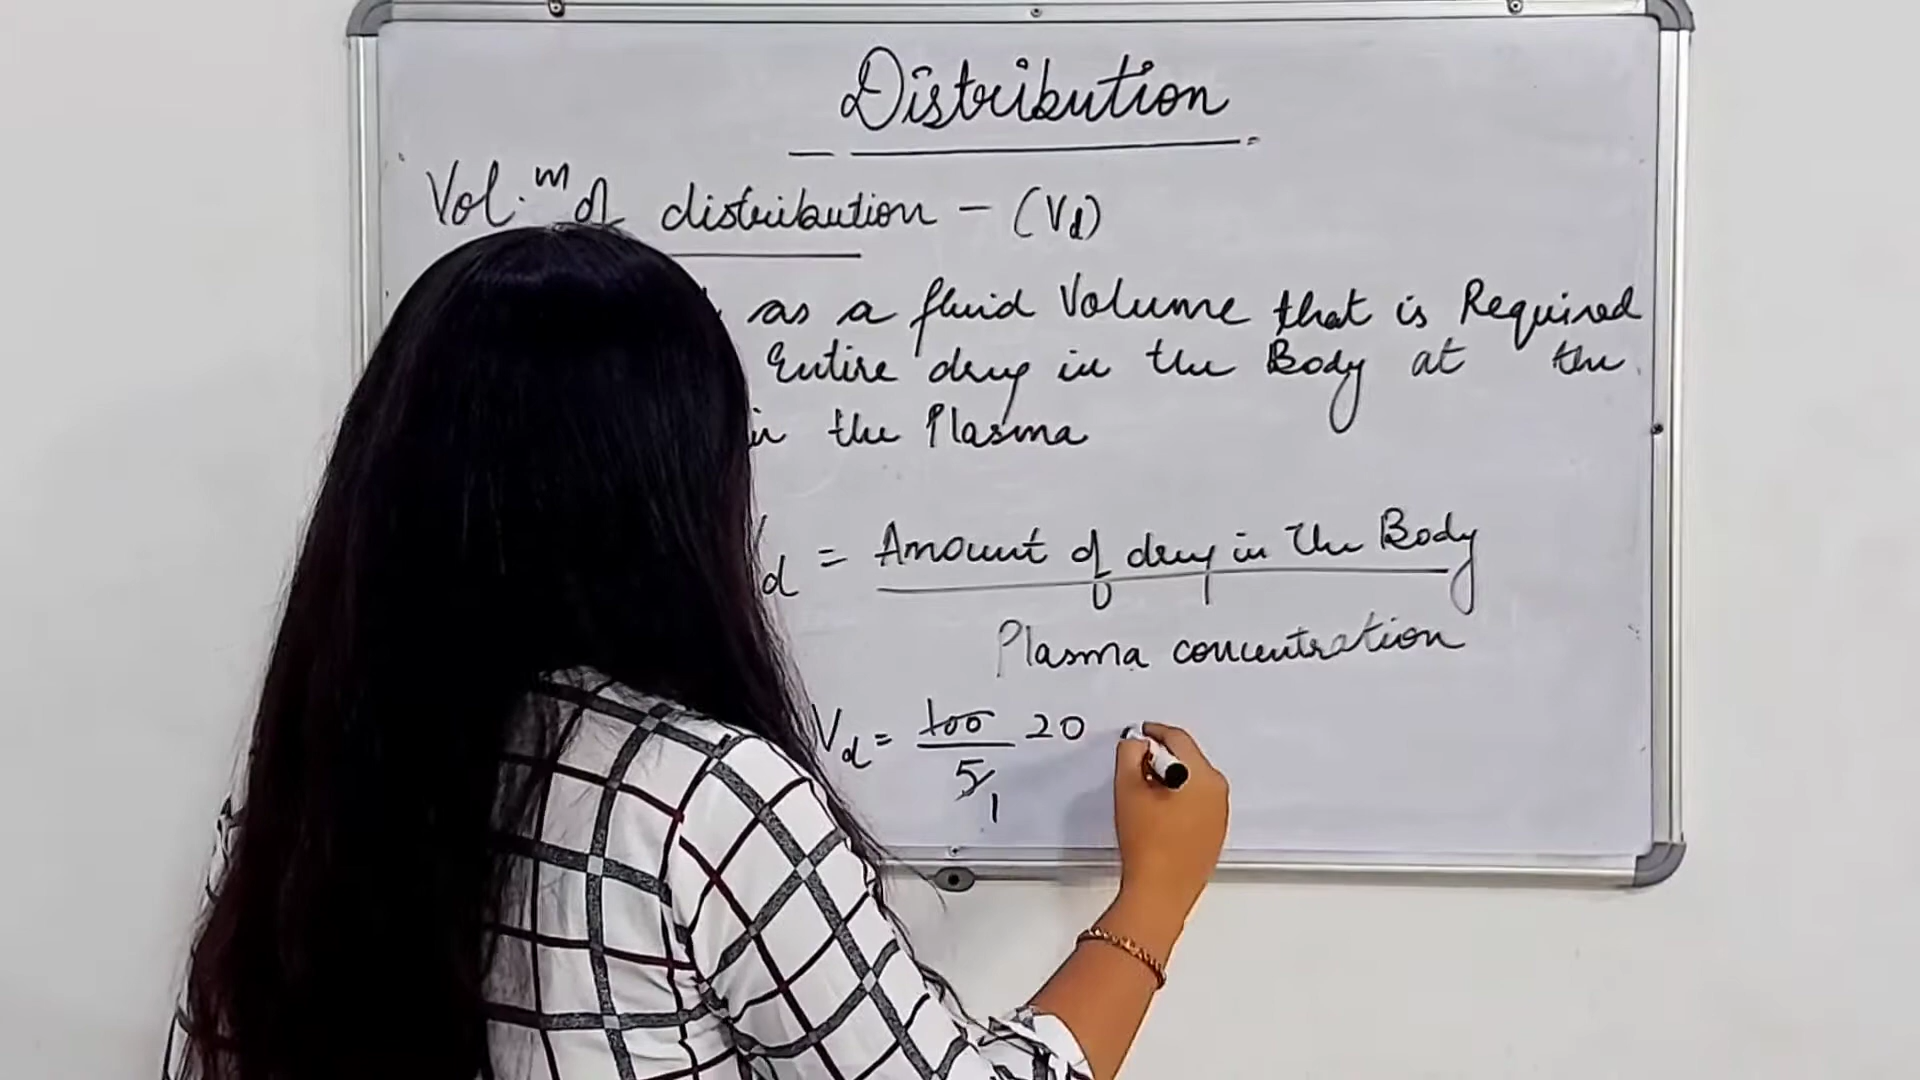 Distribution
Vol.m of distribution - (Vd)
as a fluid Volume that is Required
Entire drug in the Body at the
in the Plasma
d = Amount of drug in the Body
Plasma concentration
Vd = 100 20
5 1